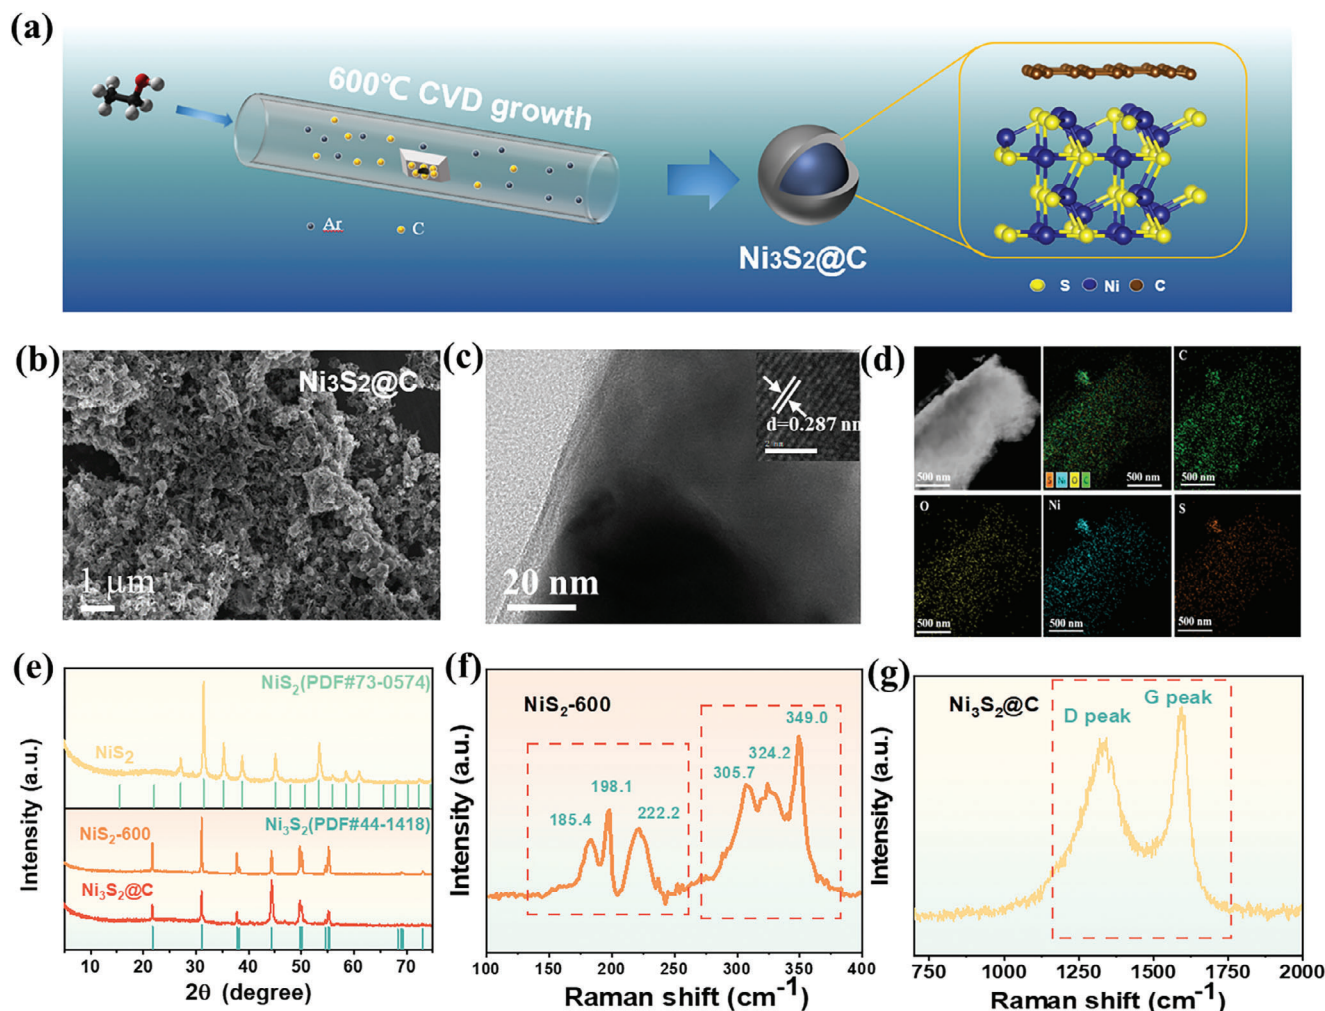 (a)
600℃ CVD growth
Ar
C
Ni3S2@C
S
Ni
C
(b)
Ni3S2@C
1 μm
(c)
d=0.287 nm
20 nm
(d)
C
500 nm
S Ni O C
500 nm
500 nm
O
Ni
S
500 nm
500 nm
500 nm
(e)
Intensity (a.u.)
NiS2(PDF#73-0574)
NiS2
NiS2-600
Ni3S2(PDF#44-1418)
Ni3S2@C
10 20 30 40 50 60 70
2θ (degree)
(f)
Intensity (a.u.)
NiS2-600
185.4
198.1
222.2
305.7
324.2
349.0
100 150 200 250 300 350 400
Raman shift (cm-1)
(g)
Intensity (a.u.)
Ni3S2@C
D peak
G peak
750 1000 1250 1500 1750 2000
Raman shift (cm-1)